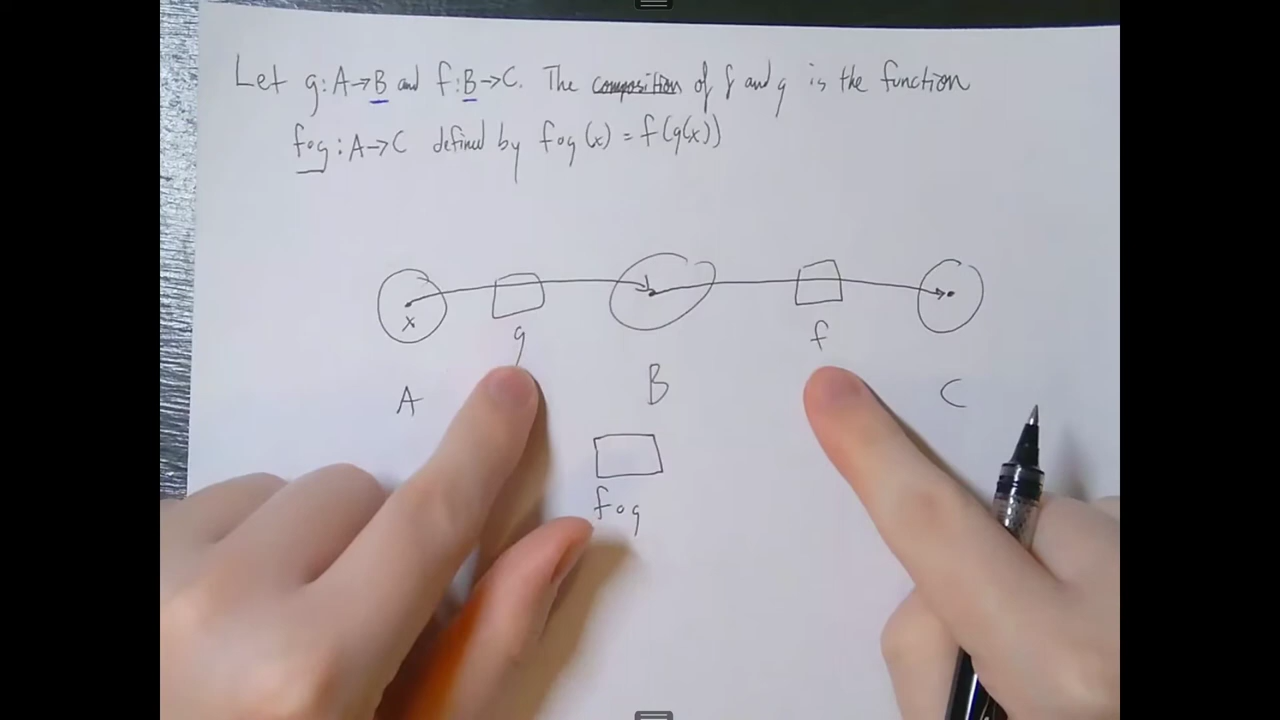 Let g: A→B and f: B→C. The composition of f and g is the function
f∘g : A→C defined by f∘g (x) = f(g(x))
x
g
f
A
B
C
f∘g